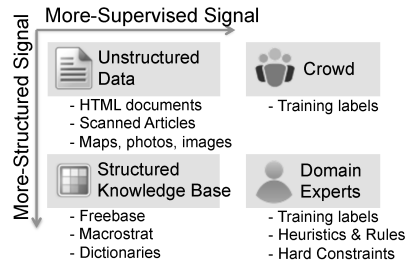 More-Supervised Signal
More-Structured Signal
Unstructured
Data
- HTML documents
- Scanned Articles
- Maps, photos, images
Crowd
- Training labels
Structured
Knowledge Base
- Freebase
- Macrostrat
- Dictionaries
Domain
Experts
- Training labels
- Heuristics & Rules
- Hard Constraints